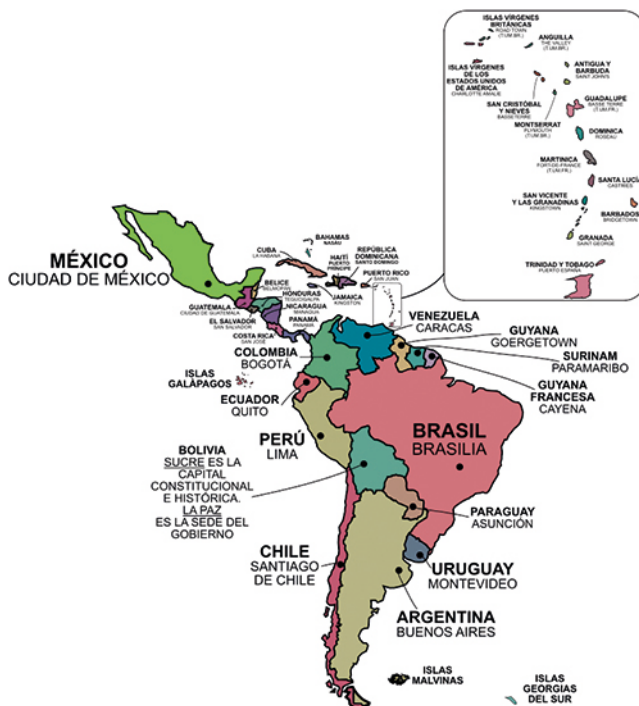 ISLAS VÍRGENES
BRITÁNICAS
ROAD TOWN
(T.UM.BR.)
ANGUILLA
THE VALLEY
(T.UM.BR.)
ISLAS VÍRGENES
DE LOS
ESTADOS UNIDOS
DE AMÉRICA
CHARLOTTE AMALIE
ANTIGUA Y
BARBUDA
SAINT JOHN'S
SAN CRISTÓBAL
Y NIEVES
BASSETERRE
GUADALUPE
BASSE TERRE
(T.UM.FR.)
MONTSERRAT
PLYMOUTH
(T.UM.BR.)
DOMINICA
ROSEAU
MARTINICA
FORT-DE-FRANCE
(T.UM.FR.)
SANTA LUCÍA
CASTRIES
SAN VICENTE
Y LAS GRANADINAS
KINGSTOWN
BARBADOS
BRIDGETOWN
GRANADA
SAINT GEORGE
TRINIDAD Y TOBAGO
PUERTO ESPAÑA
MÉXICO
CIUDAD DE MÉXICO
BAHAMAS
NASÁU
CUBA
LA HABANA
HAITÍ
PUERTO
PRÍNCIPE
REPÚBLICA
DOMINICANA
SANTO DOMINGO
PUERTO RICO
SAN JUAN
JAMAICA
KINGSTON
BELICE
BELMOPÁN
HONDURAS
TEGUCIGALPA
GUATEMALA
CIUDAD DE GUATEMALA
NICARAGUA
MANAGUA
EL SALVADOR
SAN SALVADOR
PANAMÁ
PANAMÁ
COSTA RICA
SAN JOSÉ
VENEZUELA
CARACAS
GUYANA
GOERGETOWN
COLOMBIA
BOGOTÁ
SURINAM
PARAMARIBO
ISLAS
GALÁPAGOS
GUYANA
FRANCESA
CAYENA
ECUADOR
QUITO
PERÚ
LIMA
BRASIL
BRASILIA
BOLIVIA
SUCRE ES LA
CAPITAL
CONSTITUCIONAL
E HISTÓRICA.
LA PAZ
ES LA SEDE DEL
GOBIERNO
PARAGUAY
ASUNCIÓN
CHILE
SANTIAGO
DE CHILE
URUGUAY
MONTEVIDEO
ARGENTINA
BUENOS AIRES
ISLAS
MALVINAS
ISLAS
GEORGIAS
DEL SUR